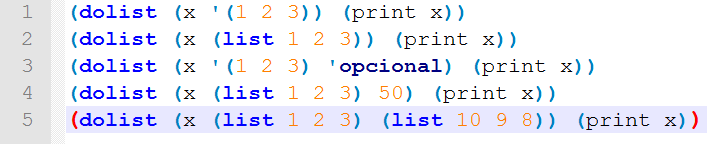 1 (dolist (x '(1 2 3)) (print x))
2 (dolist (x (list 1 2 3)) (print x))
3 (dolist (x '(1 2 3) 'opcional) (print x))
4 (dolist (x (list 1 2 3) 50) (print x))
5 (dolist (x (list 1 2 3) (list 10 9 8)) (print x))